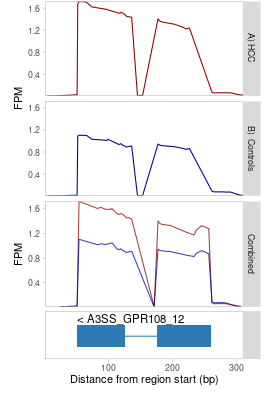 1.6
1.2
0.8
0.4
A) HCC
FPM
1.6
1.2
0.8
0.4
B) Controls
1.6
1.2
0.8
0.4
Combined
FPM
< A3SS_GPR108_12
100
200
300
Distance from region start (bp)